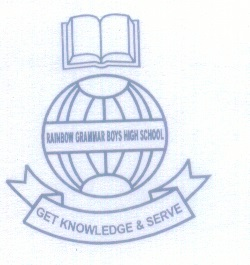 RAINBOW GRAMMAR BOYS HIGH SCHOOL
GET KNOWLEDGE & SERVE